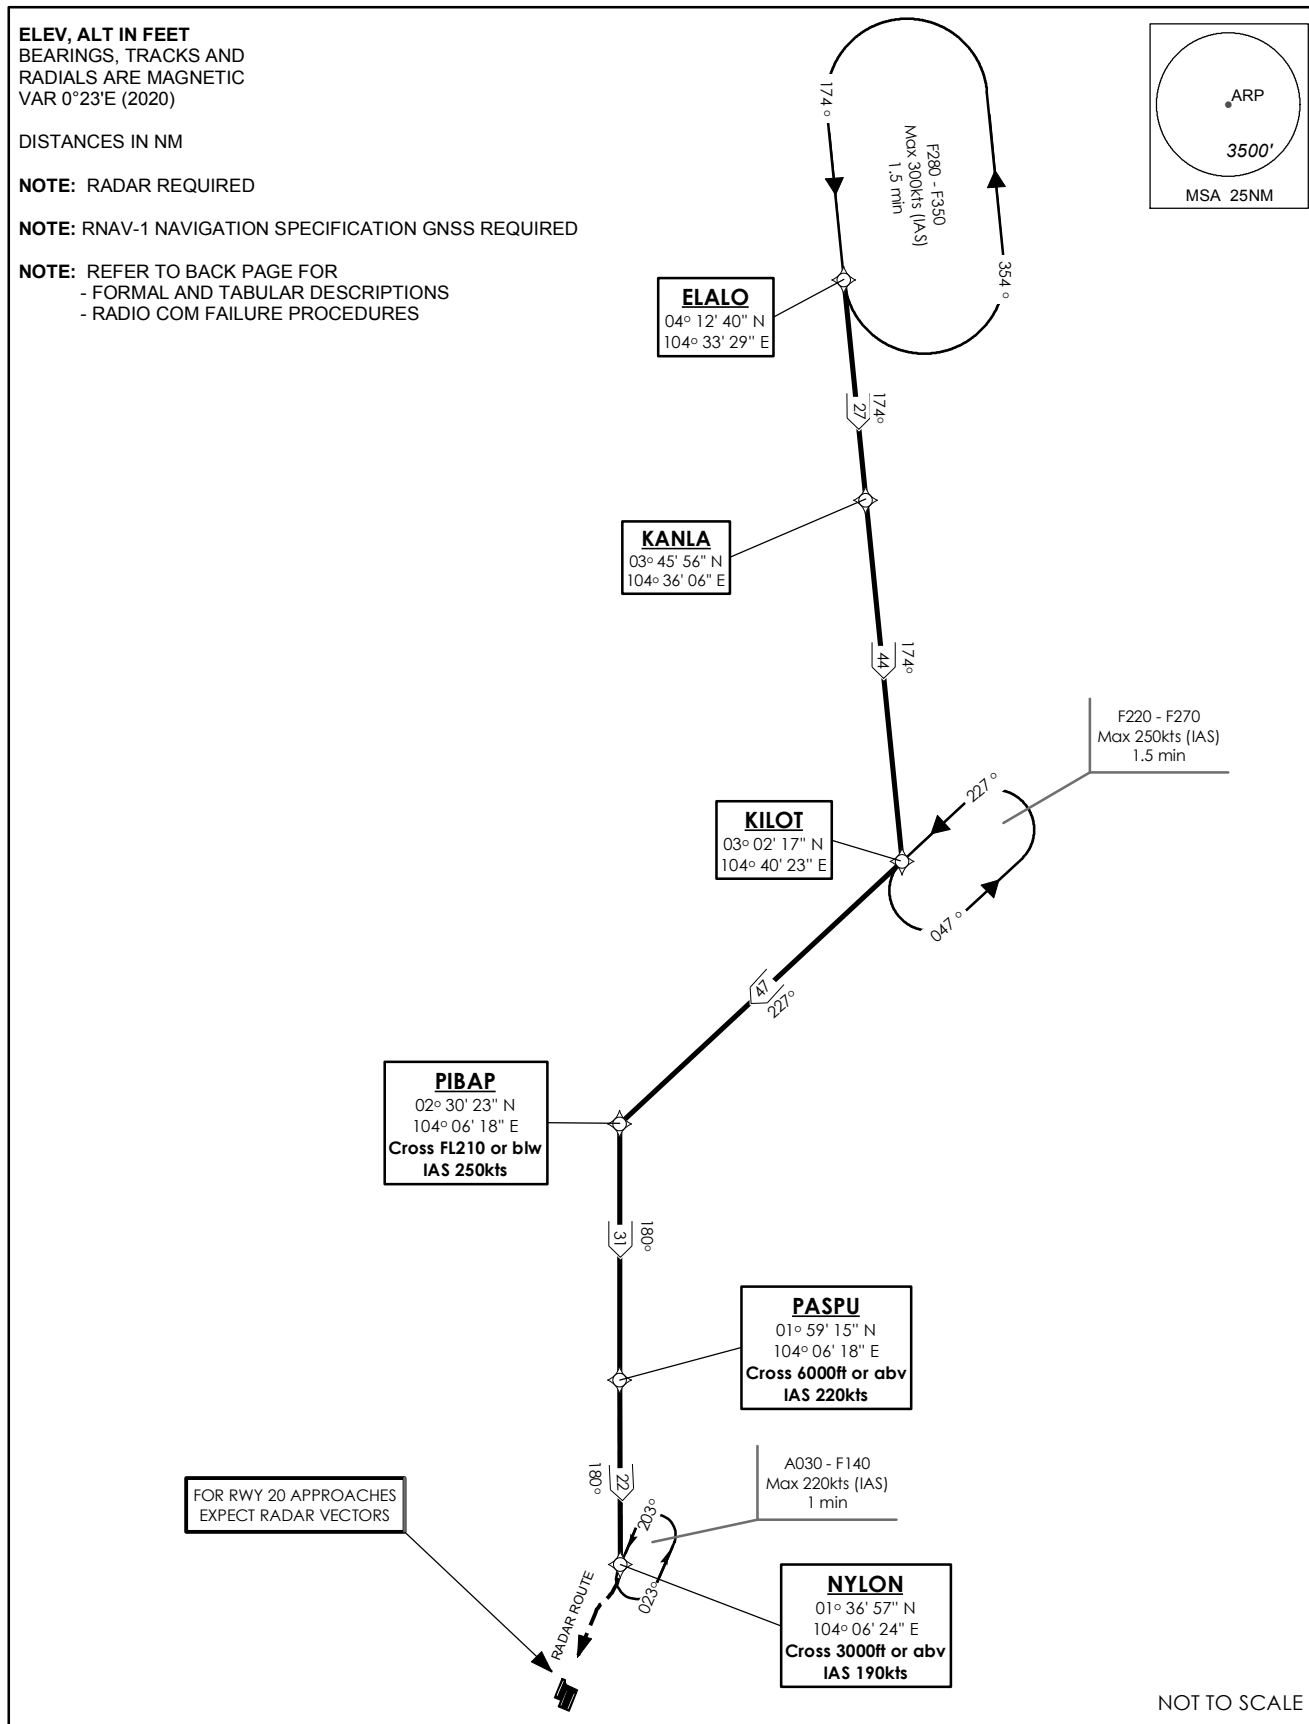 ELEV, ALT IN FEET
BEARINGS, TRACKS AND
RADIALS ARE MAGNETIC
VAR 0°23'E (2020)
DISTANCES IN NM
NOTE: RADAR REQUIRED
NOTE: RNAV-1 NAVIGATION SPECIFICATION GNSS REQUIRED
NOTE: REFER TO BACK PAGE FOR
- FORMAL AND TABULAR DESCRIPTIONS
- RADIO COM FAILURE PROCEDURES
ARP
3500'
MSA 25NM
174°
F280 - F350
Max 300kts (IAS)
1.5 min
354°
ELALO
04° 12' 40" N
104° 33' 29" E
27
174°
KANLA
03° 45' 56" N
104° 36' 06" E
44
174°
F220 - F270
Max 250kts (IAS)
1.5 min
227°
047°
KILOT
03° 02' 17" N
104° 40' 23" E
47
227°
PIBAP
02° 30' 23" N
104° 06' 18" E
Cross FL210 or blw
IAS 250kts
31
180°
PASPU
01° 59' 15" N
104° 06' 18" E
Cross 6000ft or abv
IAS 220kts
22
180°
A030 - F140
Max 220kts (IAS)
1 min
203°
023°
FOR RWY 20 APPROACHES
EXPECT RADAR VECTORS
RADAR ROUTE
NYLON
01° 36' 57" N
104° 06' 24" E
Cross 3000ft or abv
IAS 190kts
NOT TO SCALE